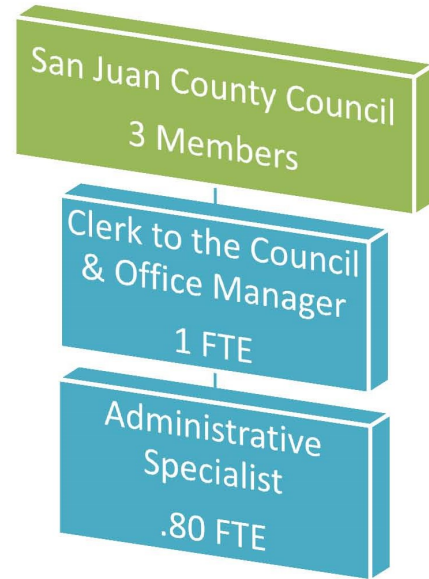 San Juan County Council
3 Members
Clerk to the Council
& Office Manager
1 FTE
Administrative
Specialist
.80 FTE